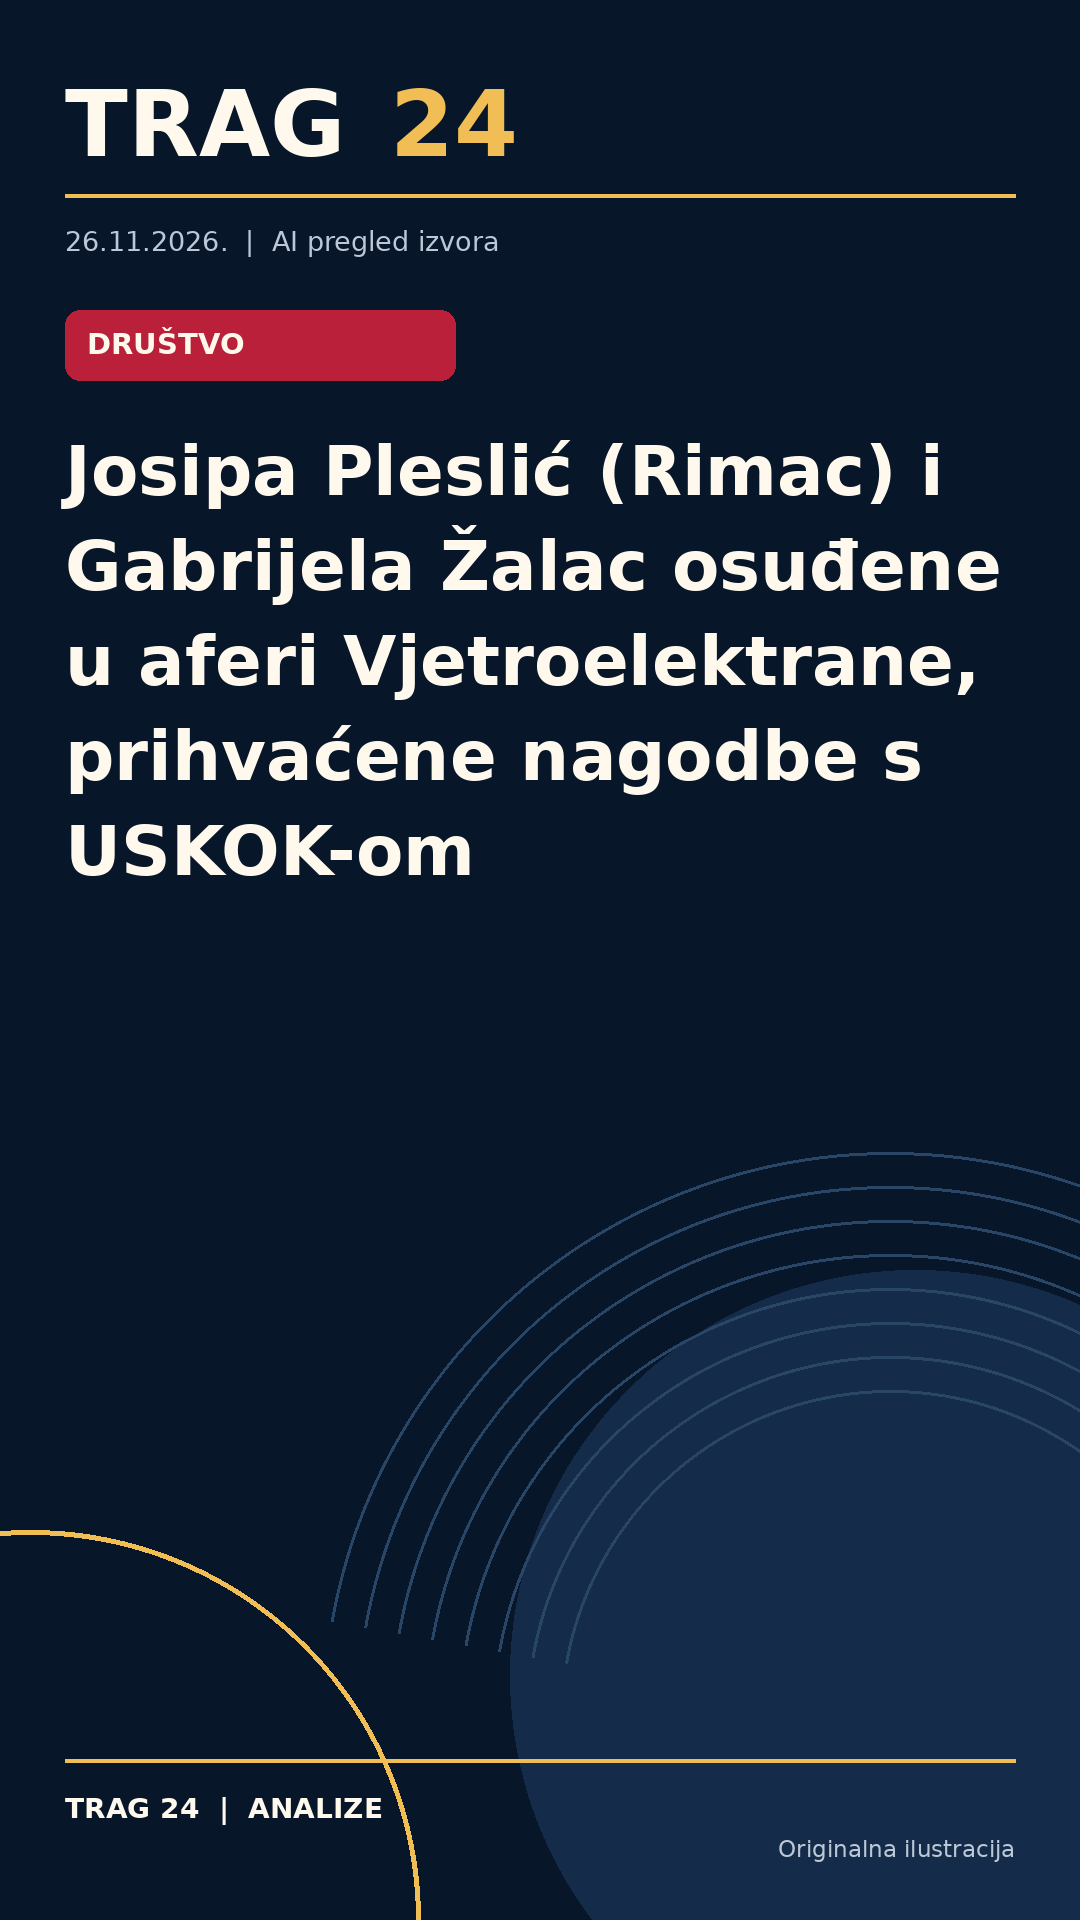 TRAG 24
26.11.2026. | AI pregled izvora
DRUŠTVO
Josipa Pleslić (Rimac) i
Gabrijela Žalac osuđene
u aferi Vjetroelektrane,
prihvaćene nagodbe s
USKOK-om
TRAG 24 | ANALIZE
Originalna ilustracija